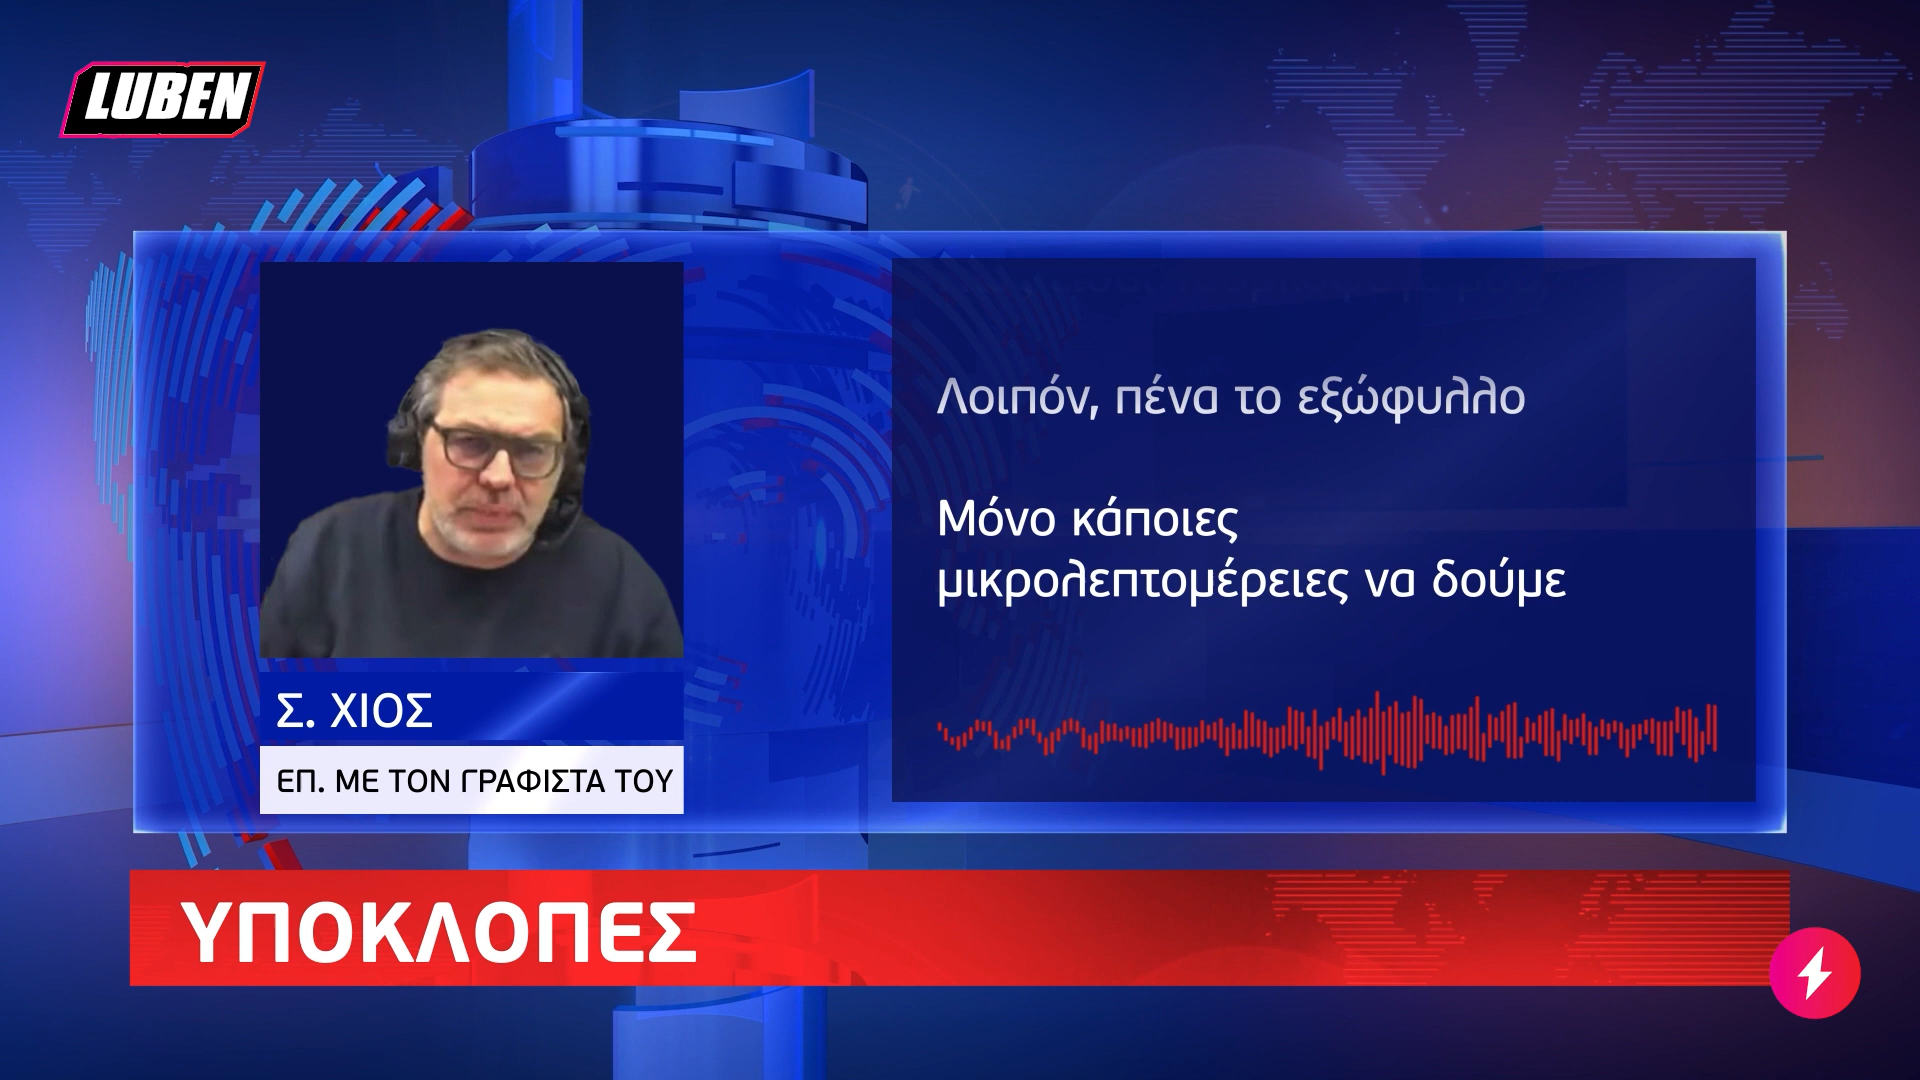 LUBEN
Λοιπόν, πένα το εξώφυλλο
Μόνο κάποιες
μικρολεπτομέρειες να δούμε
Σ. ΧΙΟΣ
ΕΠ. ΜΕ ΤΟΝ ΓΡΑΦΙΣΤΑ ΤΟΥ
ΥΠΟΚΛΟΠΕΣ